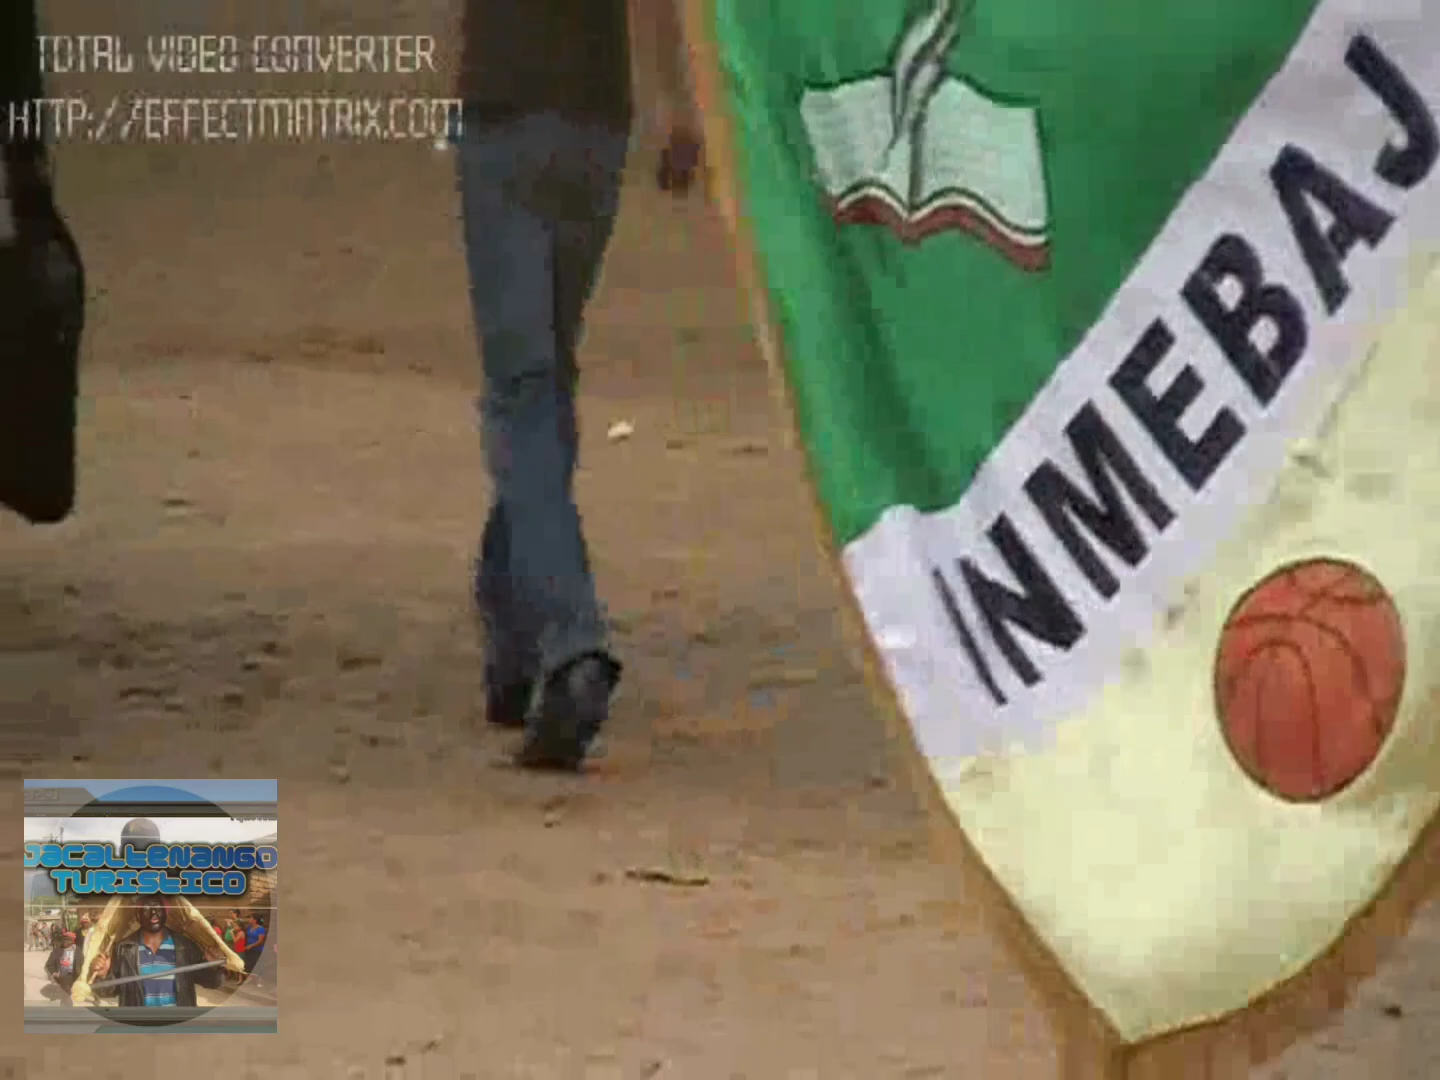 TOTAL VIDEO CONVERTER
HTTP://EFFECTMATRIX.COM
INMEBAJ
JACALTENANGO
TURISTICO